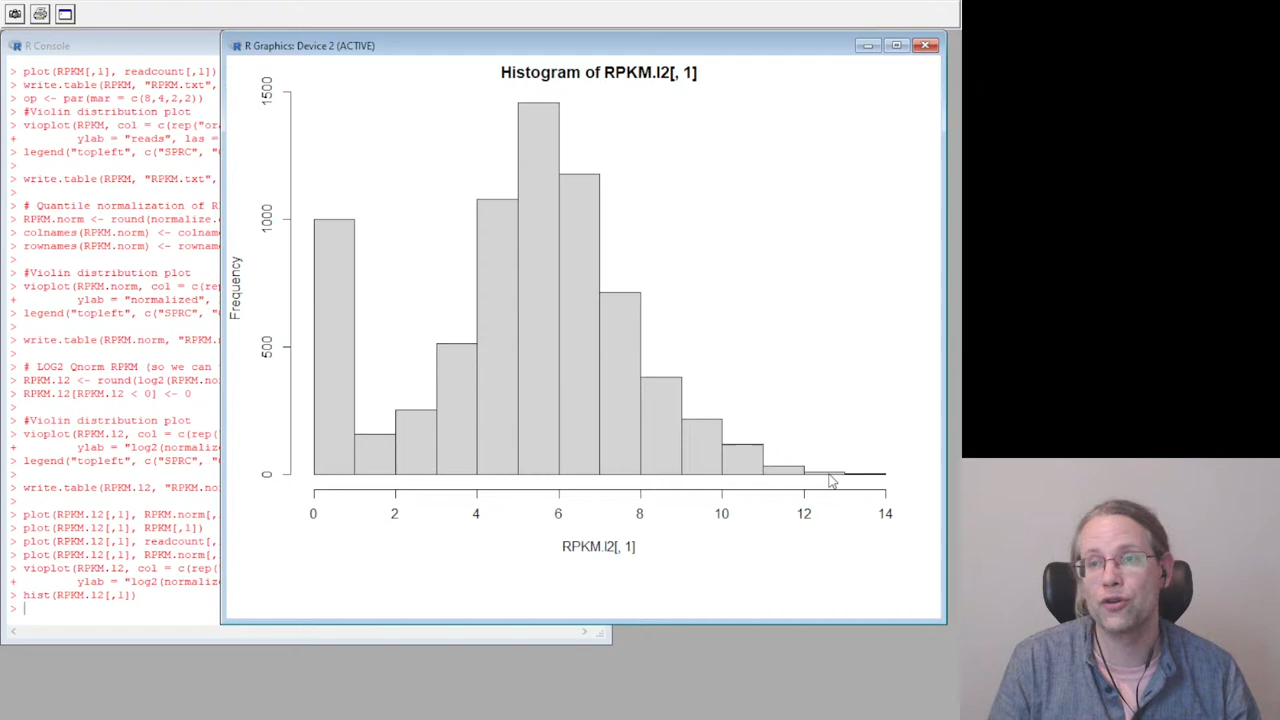 R Console
> plot(RPKM[,1], readcount[,1])
> write.table(RPKM, "RPKM.txt",
> op <- par(mar = c(8,4,2,2))
> #Violin distribution plot
> vioplot(RPKM, col = c(rep("or
+ ylab = "reads", las =
> legend("topleft", c("SPRC", "
>
> write.table(RPKM, "RPKM.txt",
>
> # Quantile normalization of R
> RPKM.norm <- round(normalize.
> colnames(RPKM.norm) <- colnam
> rownames(RPKM.norm) <- rownam
>
> #Violin distribution plot
> vioplot(RPKM.norm, col = c(re
+ ylab = "normalized",
> legend("topleft", c("SPRC", "
>
> write.table(RPKM.norm, "RPKM.
>
> # LOG2 Qnorm RPKM (so we can
> RPKM.l2 <- round(log2(RPKM.no
> RPKM.l2[RPKM.l2 < 0] <- 0
>
> #Violin distribution plot
> vioplot(RPKM.l2, col = c(rep(
+ ylab = "log2(normaliz
> legend("topleft", c("SPRC", "
>
> write.table(RPKM.l2, "RPKM.no
>
> plot(RPKM.l2[,1], RPKM.norm[,
> plot(RPKM.l2[,1], RPKM[,1])
> plot(RPKM.l2[,1], readcount[,
> plot(RPKM.l2[,1], RPKM.norm[,
> vioplot(RPKM.l2, col = c(rep(
+ ylab = "log2(normaliz
> hist(RPKM.l2[,1])
>
R Graphics: Device 2 (ACTIVE)
Histogram of RPKM.l2[, 1]
Frequency
1500
1000
500
0
0 2 4 6 8 10 12 14
RPKM.l2[, 1]